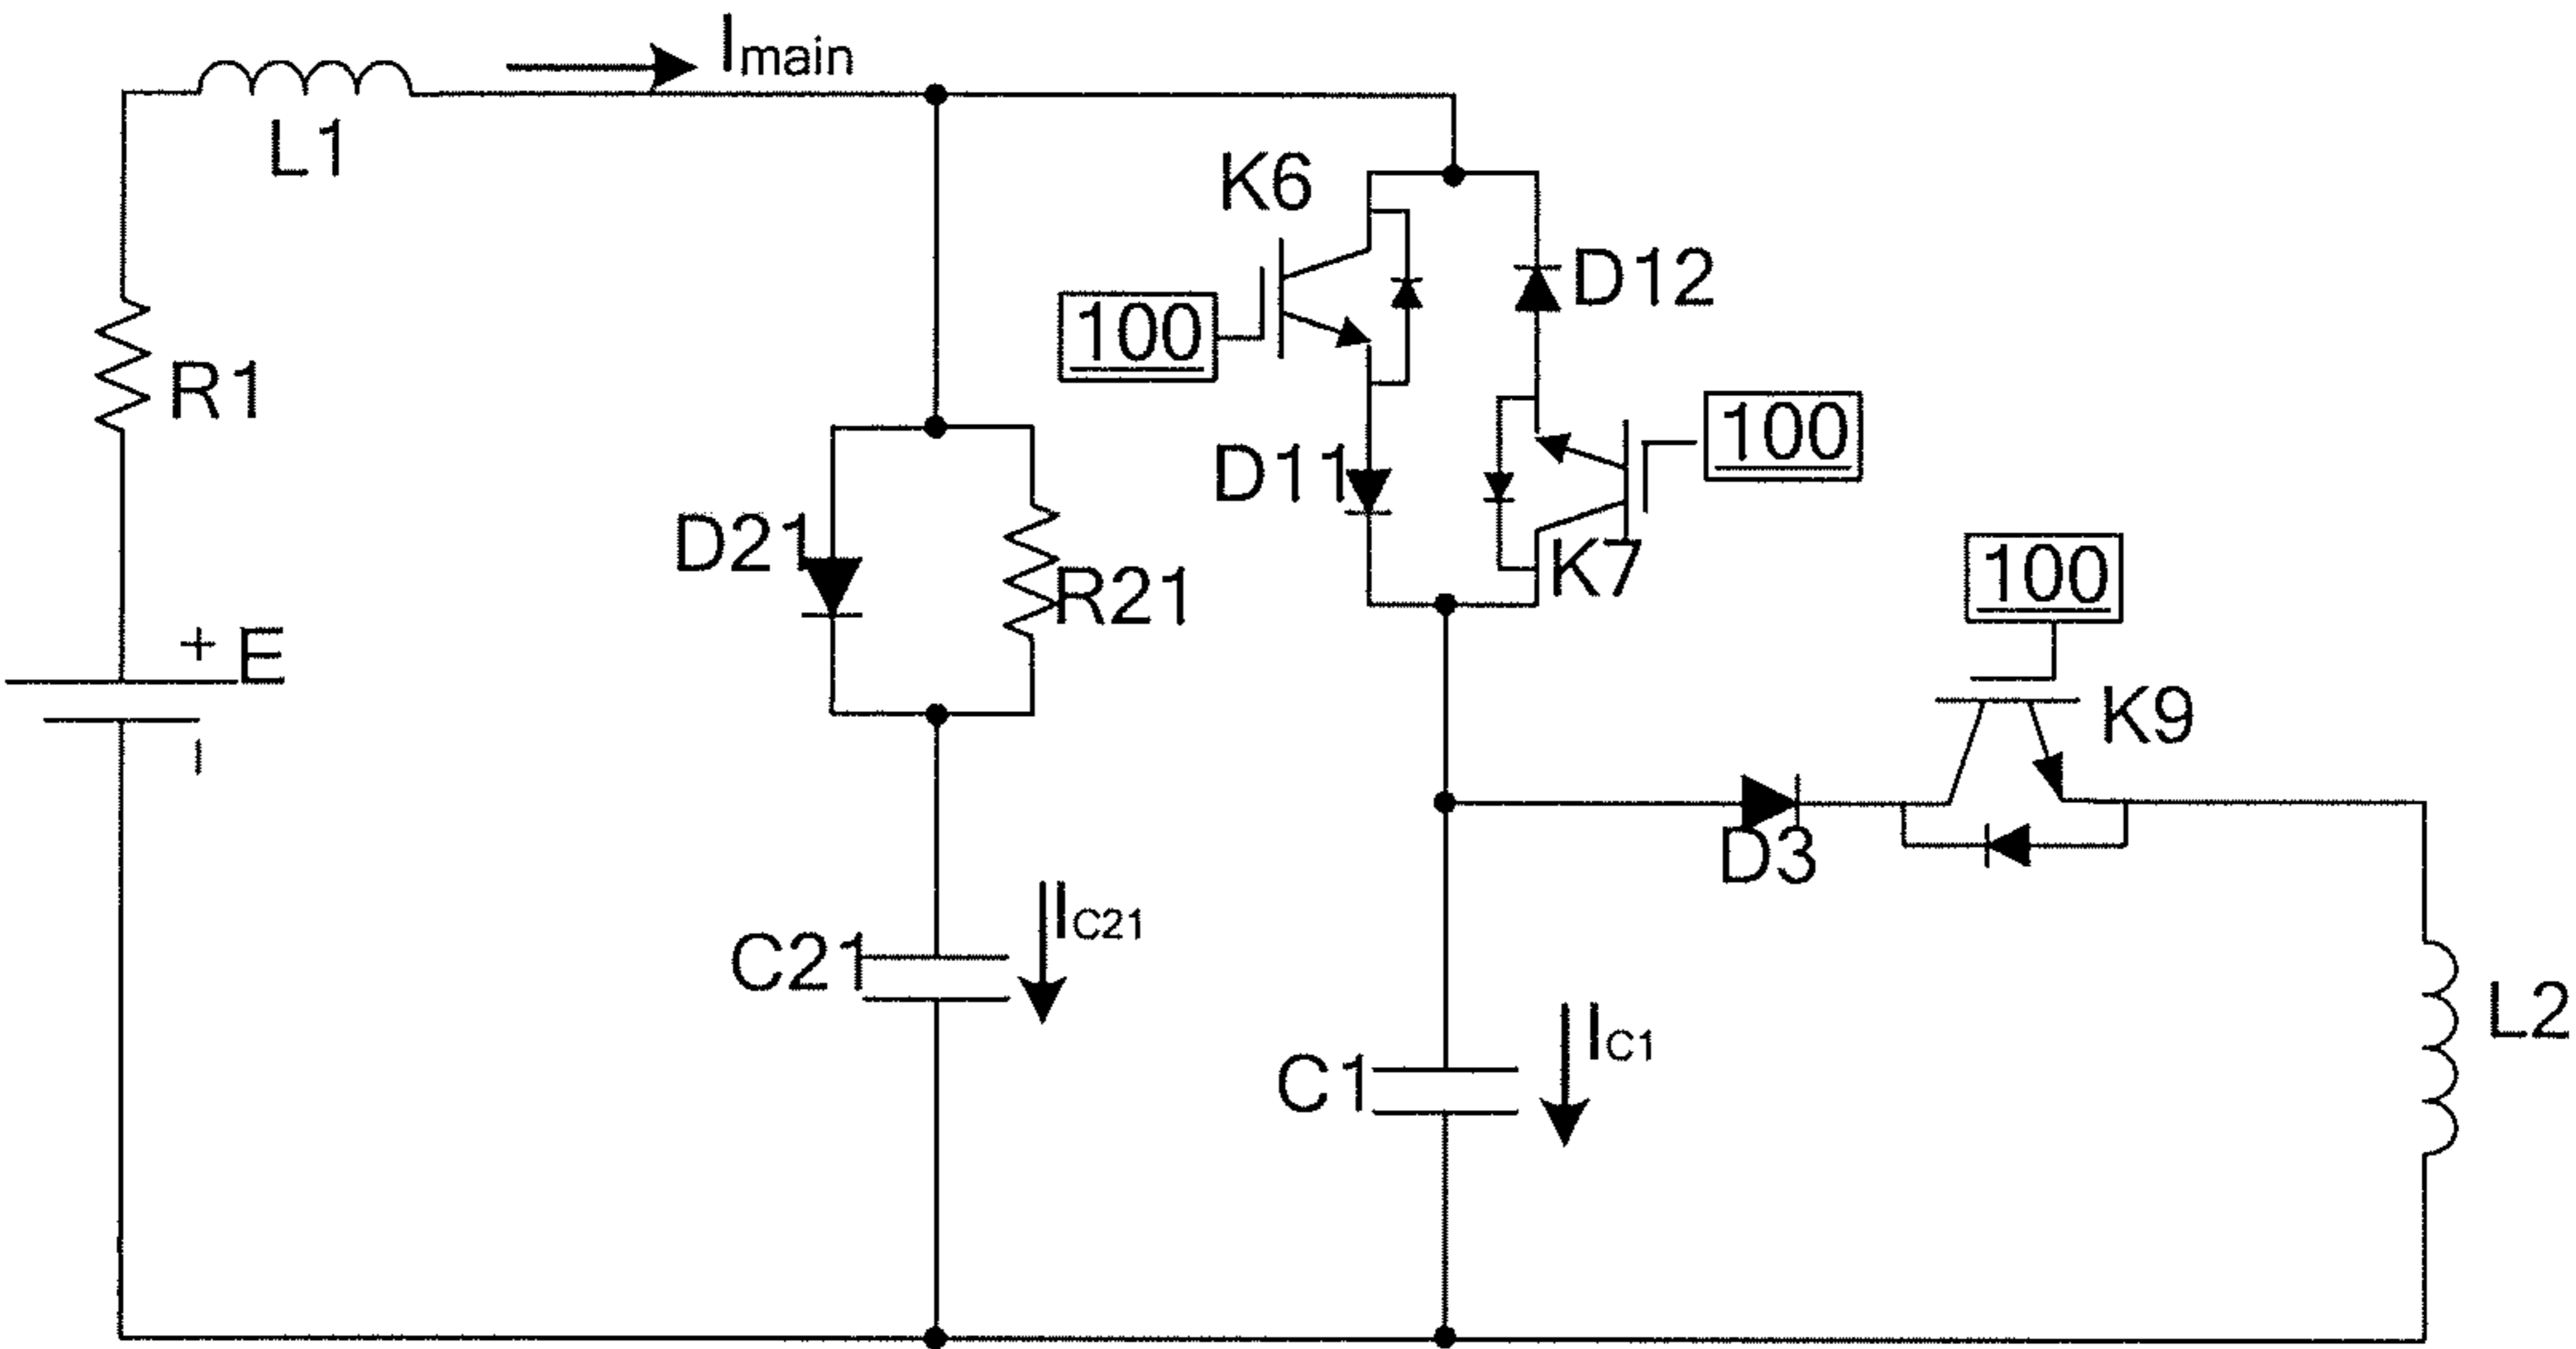 Imain
L1
K6
D12
100
R1
100
D11
D21
K7
R21
100
+ E
-
K9
D3
IC21
C21
L2
IC1
C1